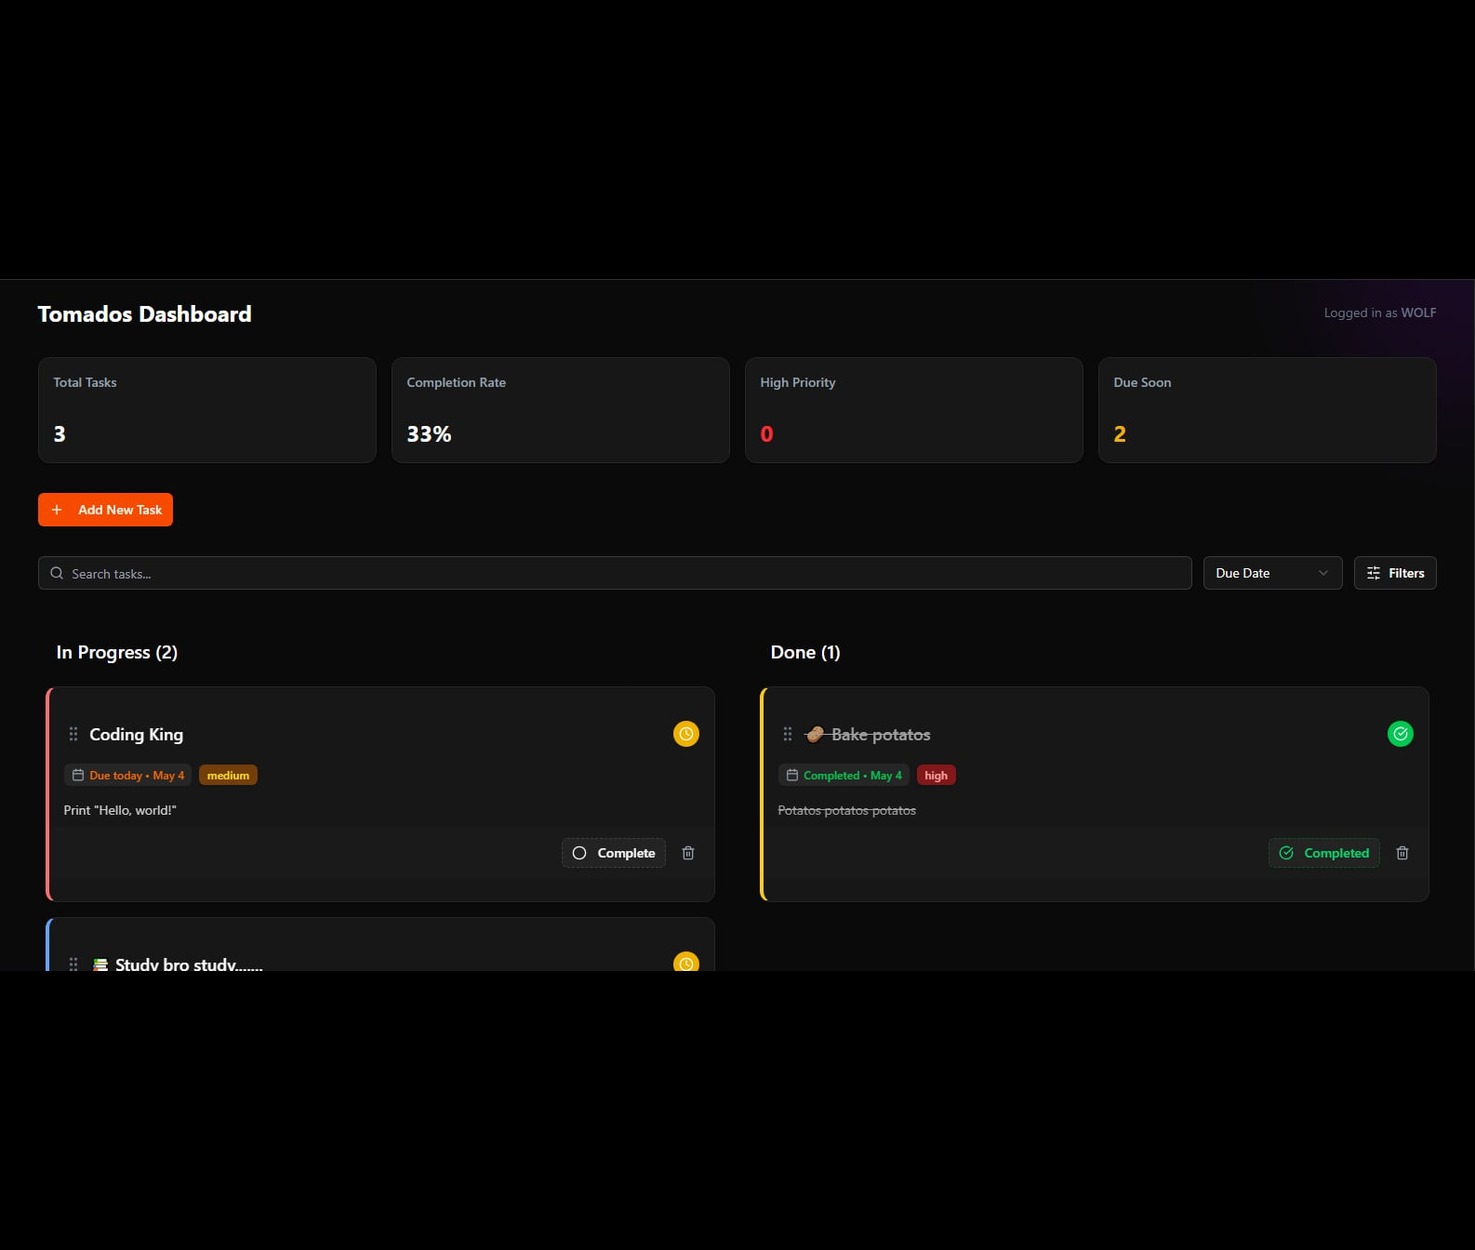 Tomados Dashboard
Logged in as WOLF
Total Tasks
3
Completion Rate
33%
High Priority
0
Due Soon
2
+ Add New Task
Search tasks...
Due Date
Filters
In Progress (2)
Coding King
Due today • May 4
medium
Print "Hello, world!"
Complete
Study bro study.......
Done (1)
🥔 Bake potatos
Completed • May 4
high
Potatos potatos potatos
Completed